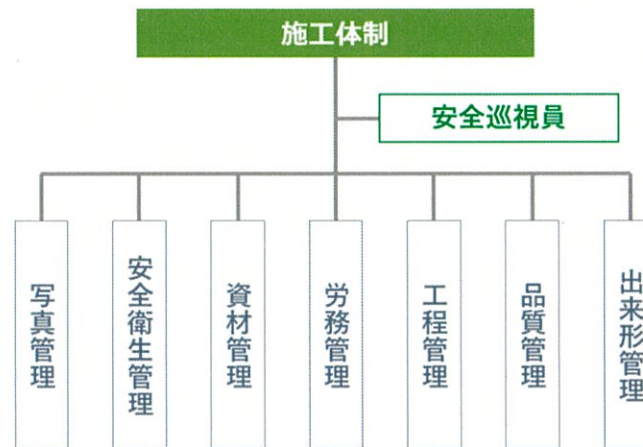 施工体制
安全巡視員
写真管理
安全衛生管理
資材管理
労務管理
工程管理
品質管理
出来形管理